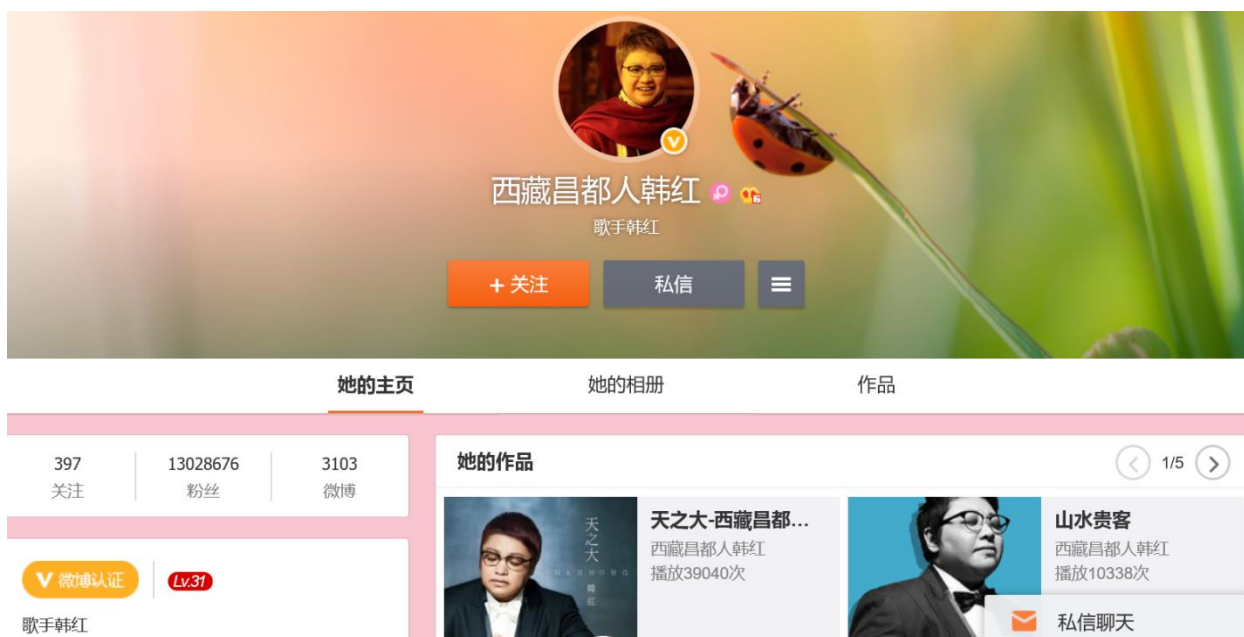 西藏昌都人韩红
歌手韩红
+ 关注
私信
她的主页
她的相册
作品
397
关注
13028676
粉丝
3103
微博
V 微博认证
Lv.31
歌手韩红
她的作品
1/5
天之大
HAN HONG
韩红
天之大-西藏昌都...
西藏昌都人韩红
播放39040次
山水贵客
西藏昌都人韩红
播放10338次
私信聊天